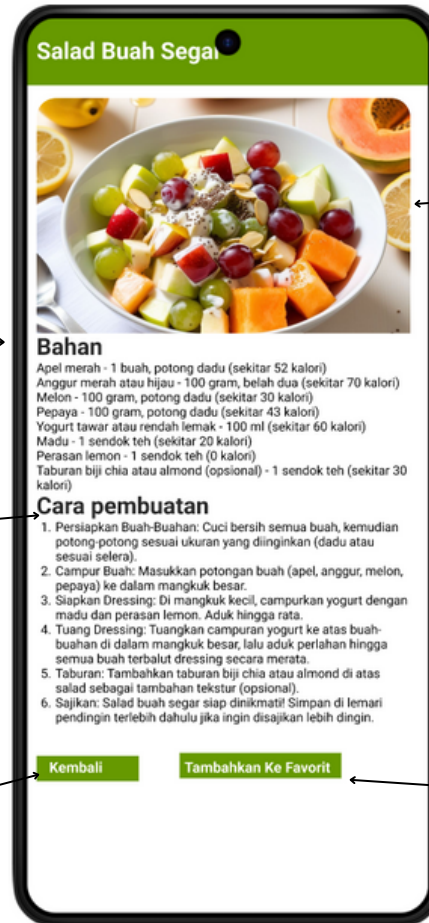 Salad Buah Segar
Bahan
Apel merah - 1 buah, potong dadu (sekitar 52 kalori)
Anggur merah atau hijau - 100 gram, belah dua (sekitar 70 kalori)
Melon - 100 gram, potong dadu (sekitar 30 kalori)
Pepaya - 100 gram, potong dadu (sekitar 43 kalori)
Yogurt tawar atau rendah lemak - 100 ml (sekitar 60 kalori)
Madu - 1 sendok teh (sekitar 20 kalori)
Perasan lemon - 1 sendok teh (0 kalori)
Taburan biji chia atau almond (opsional) - 1 sendok teh (sekitar 30
kalori)
Cara pembuatan
1. Persiapkan Buah-Buahan: Cuci bersih semua buah, kemudian
potong-potong sesuai ukuran yang diinginkan (dadu atau
sesuai selera).
2. Campur Buah: Masukkan potongan buah (apel, anggur, melon,
pepaya) ke dalam mangkuk besar.
3. Siapkan Dressing: Di mangkuk kecil, campurkan yogurt dengan
madu dan perasan lemon. Aduk hingga rata.
4. Tuang Dressing: Tuangkan campuran yogurt ke atas buah-
buahan di dalam mangkuk besar, lalu aduk perlahan hingga
semua buah terbalut dressing secara merata.
5. Taburan: Tambahkan taburan biji chia atau almond di atas
salad sebagai tambahan tekstur (opsional).
6. Sajikan: Salad buah segar siap dinikmati! Simpan di lemari
pendingin terlebih dahulu jika ingin disajikan lebih dingin.
Kembali
Tambahkan Ke Favorit